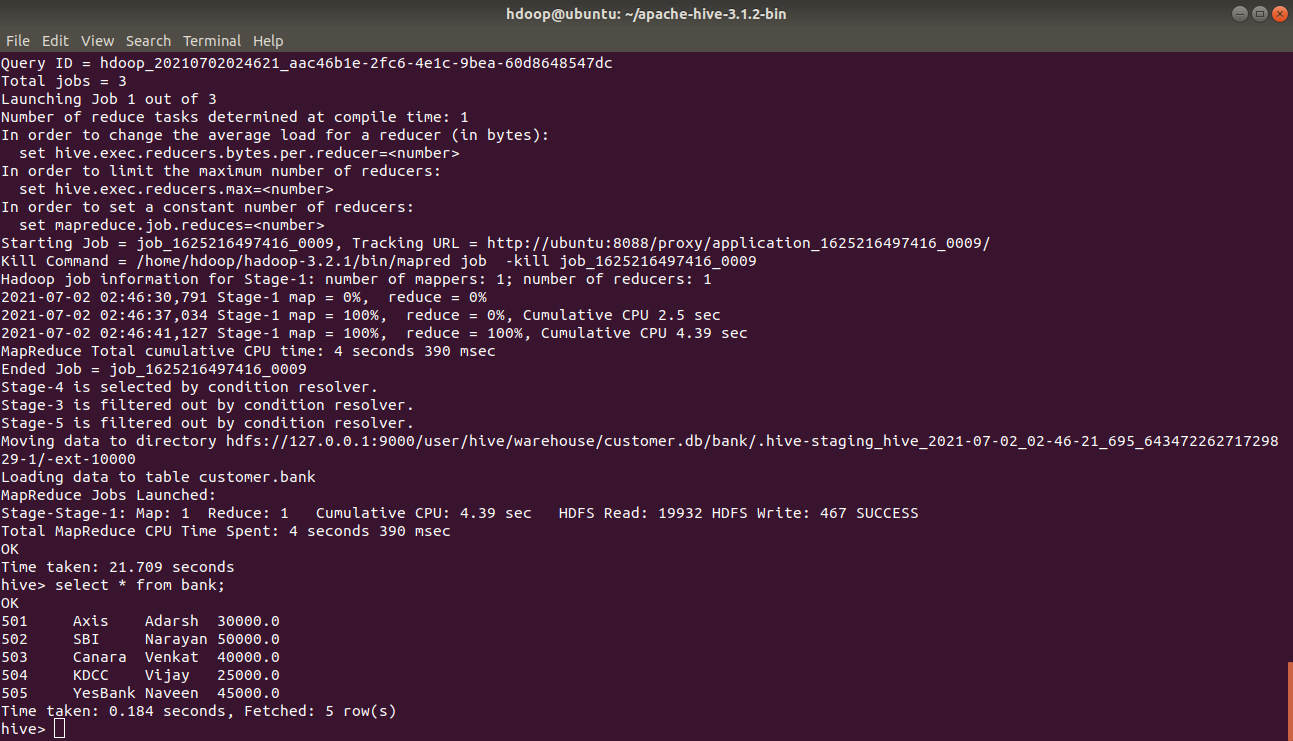 hdoop@ubuntu: ~/apache-hive-3.1.2-bin
File Edit View Search Terminal Help
Query ID = hdoop_20210702024621_aac46b1e-2fc6-4e1c-9bea-60d8648547dc
Total jobs = 3
Launching Job 1 out of 3
Number of reduce tasks determined at compile time: 1
In order to change the average load for a reducer (in bytes):
  set hive.exec.reducers.bytes.per.reducer=<number>
In order to limit the maximum number of reducers:
  set hive.exec.reducers.max=<number>
In order to set a constant number of reducers:
  set mapreduce.job.reduces=<number>
Starting Job = job_1625216497416_0009, Tracking URL = http://ubuntu:8088/proxy/application_1625216497416_0009/
Kill Command = /home/hdoop/hadoop-3.2.1/bin/mapred job  -kill job_1625216497416_0009
Hadoop job information for Stage-1: number of mappers: 1; number of reducers: 1
2021-07-02 02:46:30,791 Stage-1 map = 0%,  reduce = 0%
2021-07-02 02:46:37,034 Stage-1 map = 100%,  reduce = 0%, Cumulative CPU 2.5 sec
2021-07-02 02:46:41,127 Stage-1 map = 100%,  reduce = 100%, Cumulative CPU 4.39 sec
MapReduce Total cumulative CPU time: 4 seconds 390 msec
Ended Job = job_1625216497416_0009
Stage-4 is selected by condition resolver.
Stage-3 is filtered out by condition resolver.
Stage-5 is filtered out by condition resolver.
Moving data to directory hdfs://127.0.0.1:9000/user/hive/warehouse/customer.db/bank/.hive-staging_hive_2021-07-02_02-46-21_695_643472262717298
29-1/-ext-10000
Loading data to table customer.bank
MapReduce Jobs Launched:
Stage-Stage-1: Map: 1  Reduce: 1   Cumulative CPU: 4.39 sec   HDFS Read: 19932 HDFS Write: 467 SUCCESS
Total MapReduce CPU Time Spent: 4 seconds 390 msec
OK
Time taken: 21.709 seconds
hive> select * from bank;
OK
501     Axis    Adarsh  30000.0
502     SBI     Narayan 50000.0
503     Canara  Venkat  40000.0
504     KDCC    Vijay   25000.0
505     YesBank Naveen  45000.0
Time taken: 0.184 seconds, Fetched: 5 row(s)
hive>